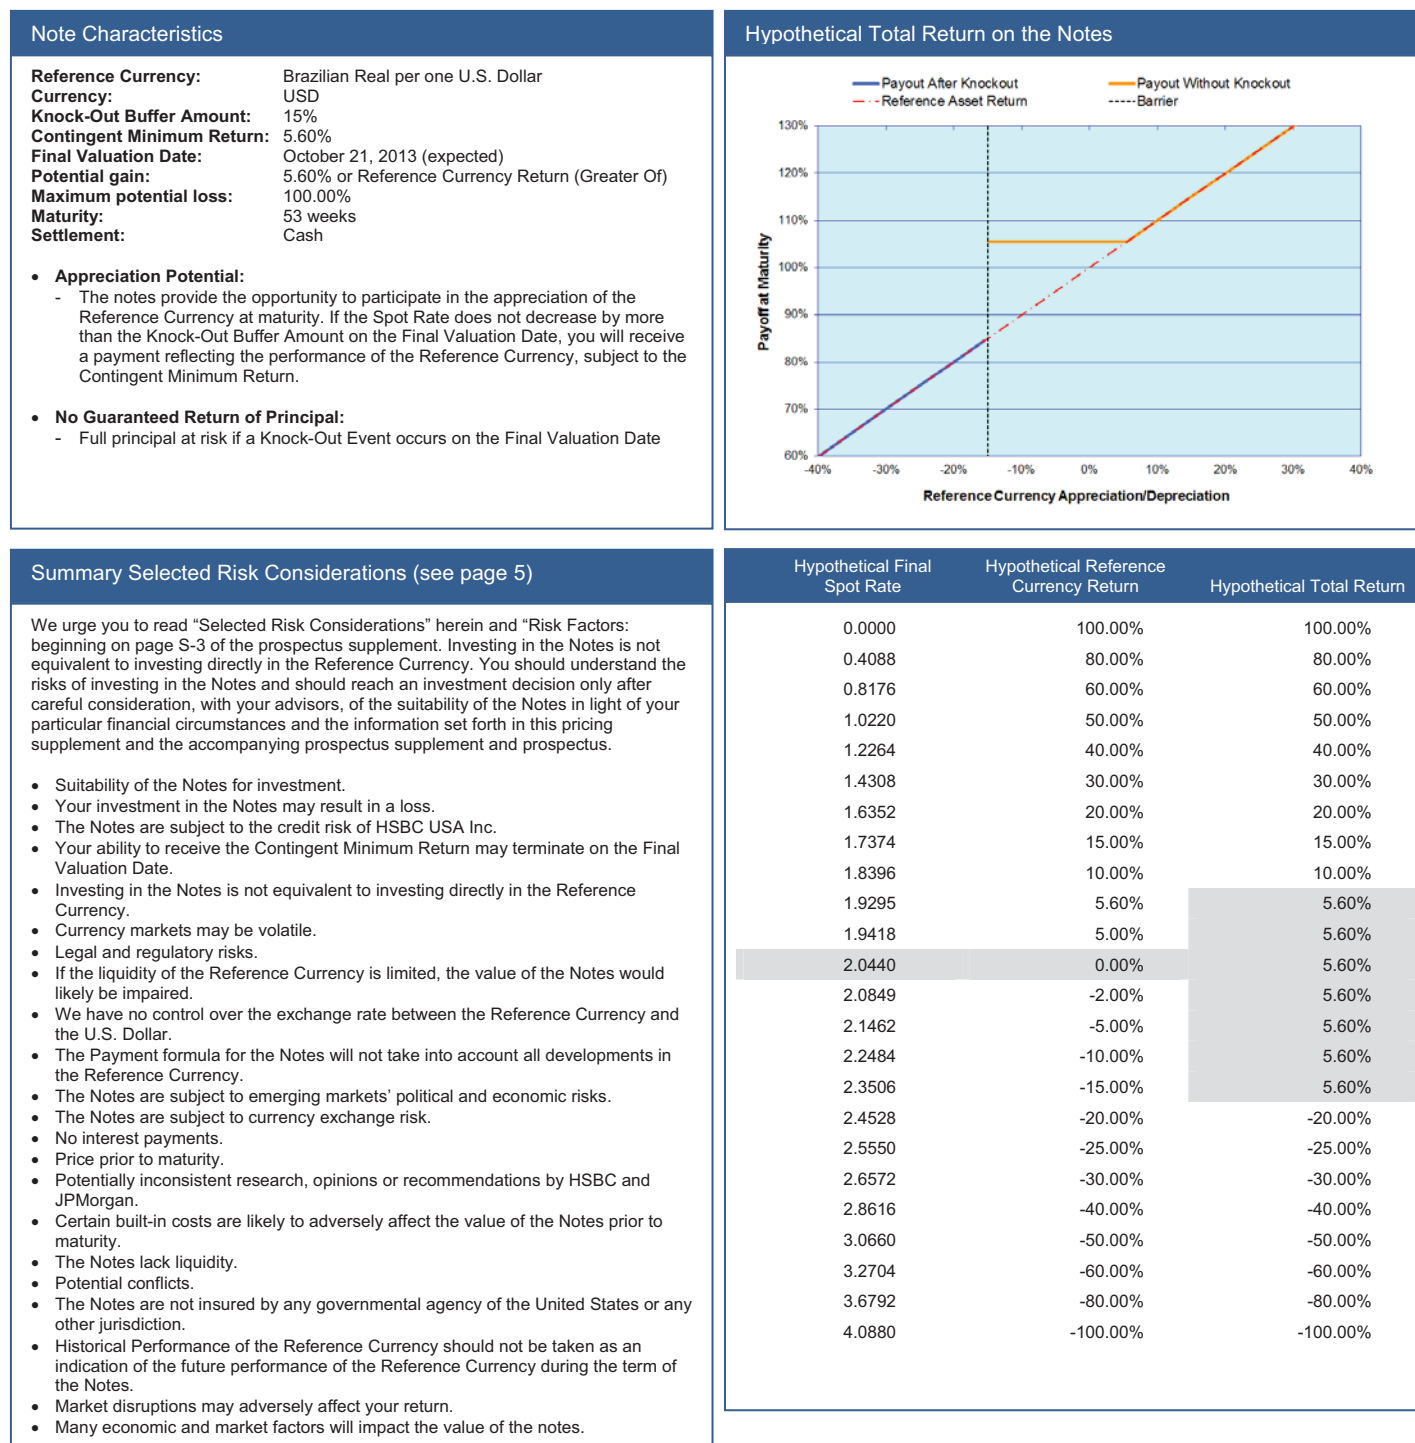 Note Characteristics
Reference Currency: Brazilian Real per one U.S. Dollar
Currency: USD
Knock-Out Buffer Amount: 15%
Contingent Minimum Return: 5.60%
Final Valuation Date: October 21, 2013 (expected)
Potential gain: 5.60% or Reference Currency Return (Greater Of)
Maximum potential loss: 100.00%
Maturity: 53 weeks
Settlement: Cash
• Appreciation Potential:
- The notes provide the opportunity to participate in the appreciation of the
Reference Currency at maturity. If the Spot Rate does not decrease by more
than the Knock-Out Buffer Amount on the Final Valuation Date, you will receive
a payment reflecting the performance of the Reference Currency, subject to the
Contingent Minimum Return.
• No Guaranteed Return of Principal:
- Full principal at risk if a Knock-Out Event occurs on the Final Valuation Date
Hypothetical Total Return on the Notes
Payout After Knockout Payout Without Knockout
Reference Asset Return Barrier
130%
120%
110%
100%
90%
80%
70%
60%
Payoff at Maturity
-40% -30% -20% -10% 0% 10% 20% 30% 40%
Reference Currency Appreciation/Depreciation
Summary Selected Risk Considerations (see page 5)
We urge you to read “Selected Risk Considerations” herein and “Risk Factors:
beginning on page S-3 of the prospectus supplement. Investing in the Notes is not
equivalent to investing directly in the Reference Currency. You should understand the
risks of investing in the Notes and should reach an investment decision only after
careful consideration, with your advisors, of the suitability of the Notes in light of your
particular financial circumstances and the information set forth in this pricing
supplement and the accompanying prospectus supplement and prospectus.
• Suitability of the Notes for investment.
• Your investment in the Notes may result in a loss.
• The Notes are subject to the credit risk of HSBC USA Inc.
• Your ability to receive the Contingent Minimum Return may terminate on the Final
Valuation Date.
• Investing in the Notes is not equivalent to investing directly in the Reference
Currency.
• Currency markets may be volatile.
• Legal and regulatory risks.
• If the liquidity of the Reference Currency is limited, the value of the Notes would
likely be impaired.
• We have no control over the exchange rate between the Reference Currency and
the U.S. Dollar.
• The Payment formula for the Notes will not take into account all developments in
the Reference Currency.
• The Notes are subject to emerging markets’ political and economic risks.
• The Notes are subject to currency exchange risk.
• No interest payments.
• Price prior to maturity.
• Potentially inconsistent research, opinions or recommendations by HSBC and
JPMorgan.
• Certain built-in costs are likely to adversely affect the value of the Notes prior to
maturity.
• The Notes lack liquidity.
• Potential conflicts.
• The Notes are not insured by any governmental agency of the United States or any
other jurisdiction.
• Historical Performance of the Reference Currency should not be taken as an
indication of the future performance of the Reference Currency during the term of
the Notes.
• Market disruptions may adversely affect your return.
• Many economic and market factors will impact the value of the notes.
Hypothetical Final Hypothetical Reference
Spot Rate Currency Return Hypothetical Total Return
0.0000 100.00% 100.00%
0.4088 80.00% 80.00%
0.8176 60.00% 60.00%
1.0220 50.00% 50.00%
1.2264 40.00% 40.00%
1.4308 30.00% 30.00%
1.6352 20.00% 20.00%
1.7374 15.00% 15.00%
1.8396 10.00% 10.00%
1.9295 5.60% 5.60%
1.9418 5.00% 5.60%
2.0440 0.00% 5.60%
2.0849 -2.00% 5.60%
2.1462 -5.00% 5.60%
2.2484 -10.00% 5.60%
2.3506 -15.00% 5.60%
2.4528 -20.00% -20.00%
2.5550 -25.00% -25.00%
2.6572 -30.00% -30.00%
2.8616 -40.00% -40.00%
3.0660 -50.00% -50.00%
3.2704 -60.00% -60.00%
3.6792 -80.00% -80.00%
4.0880 -100.00% -100.00%